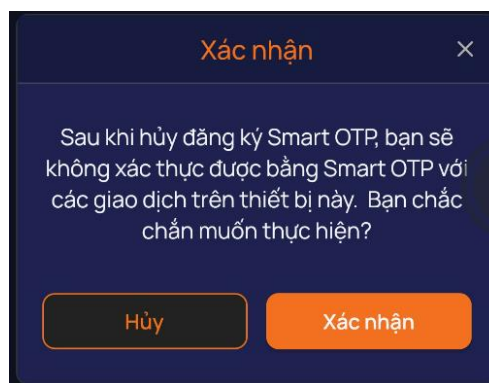 Xác nhận
Sau khi hủy đăng ký Smart OTP, bạn sẽ
không xác thực được bằng Smart OTP với
các giao dịch trên thiết bị này. Bạn chắc
chắn muốn thực hiện?
Hủy
Xác nhận